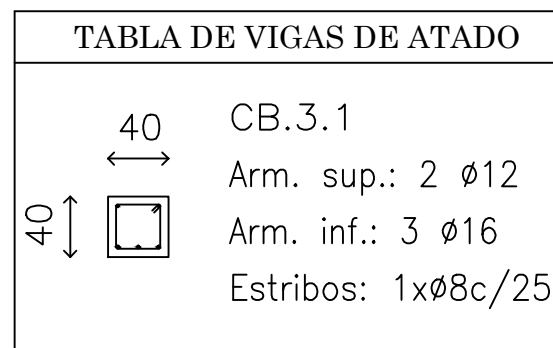 TABLA DE VIGAS DE ATADO
40
40
CB.3.1
Arm. sup.: 2 ø12
Arm. inf.: 3 ø16
Estribos: 1xø8c/25